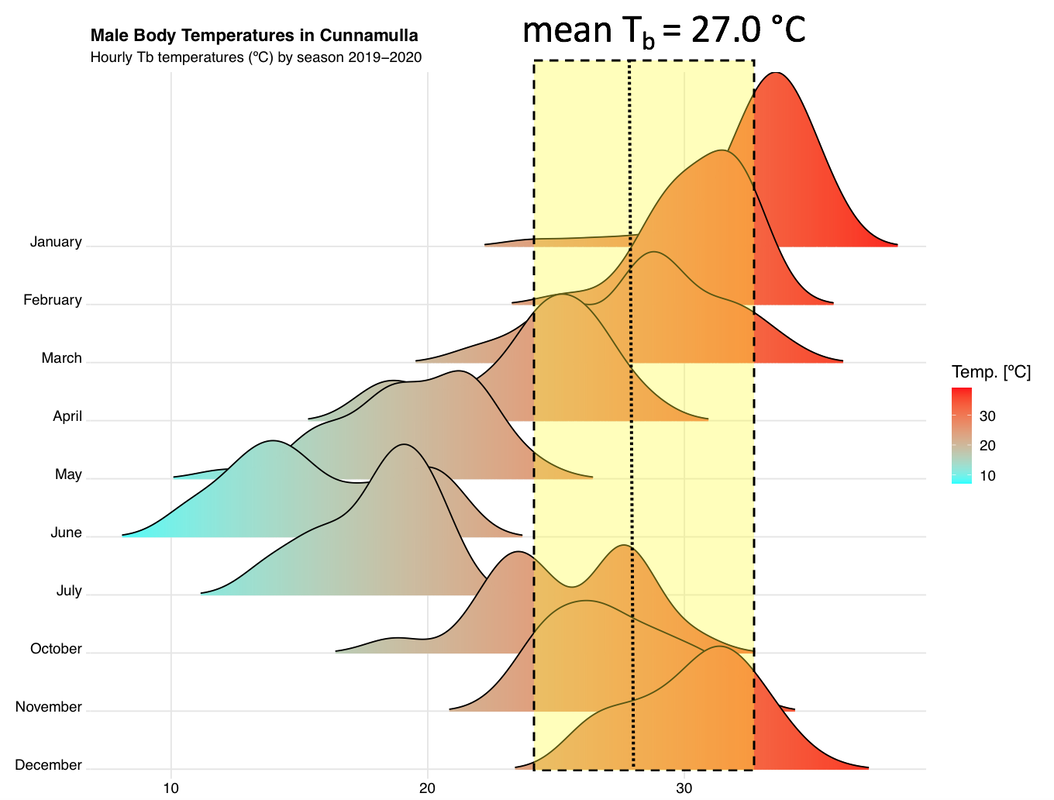 mean Tb = 27.0 °C
Male Body Temperatures in Cunnamulla
Hourly Tb temperatures (ºC) by season 2019−2020
January
February
March
April
May
June
July
October
November
December
10
20
30
Temp. [ºC]
30
20
10